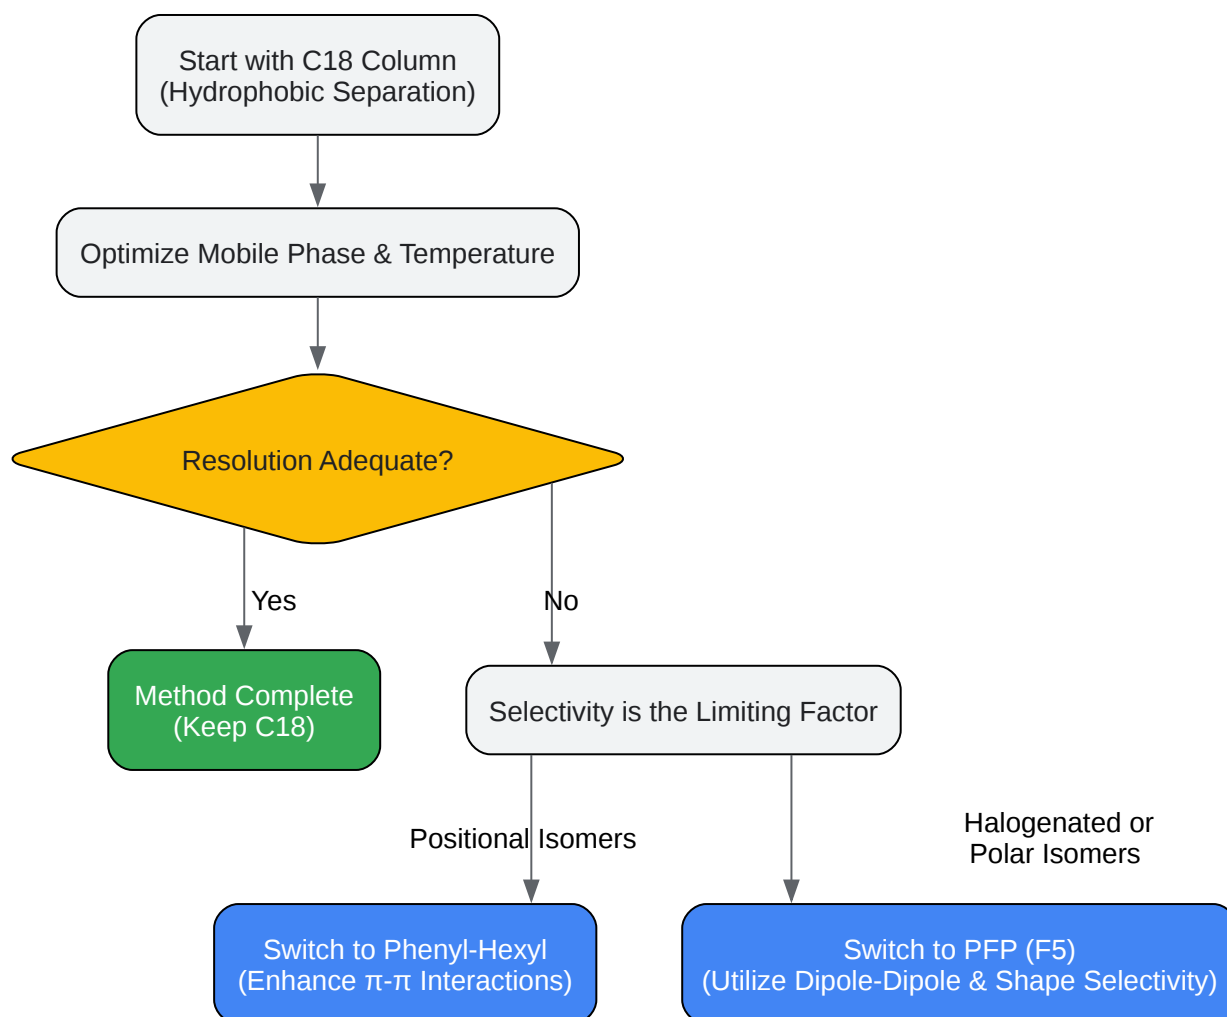 Start with C18 Column
(Hydrophobic Separation)
Optimize Mobile Phase & Temperature
Resolution Adequate?
Yes
No
Method Complete
(Keep C18)
Selectivity is the Limiting Factor
Positional Isomers
Halogenated or
Polar Isomers
Switch to Phenyl-Hexyl
(Enhance π-π Interactions)
Switch to PFP (F5)
(Utilize Dipole-Dipole & Shape Selectivity)